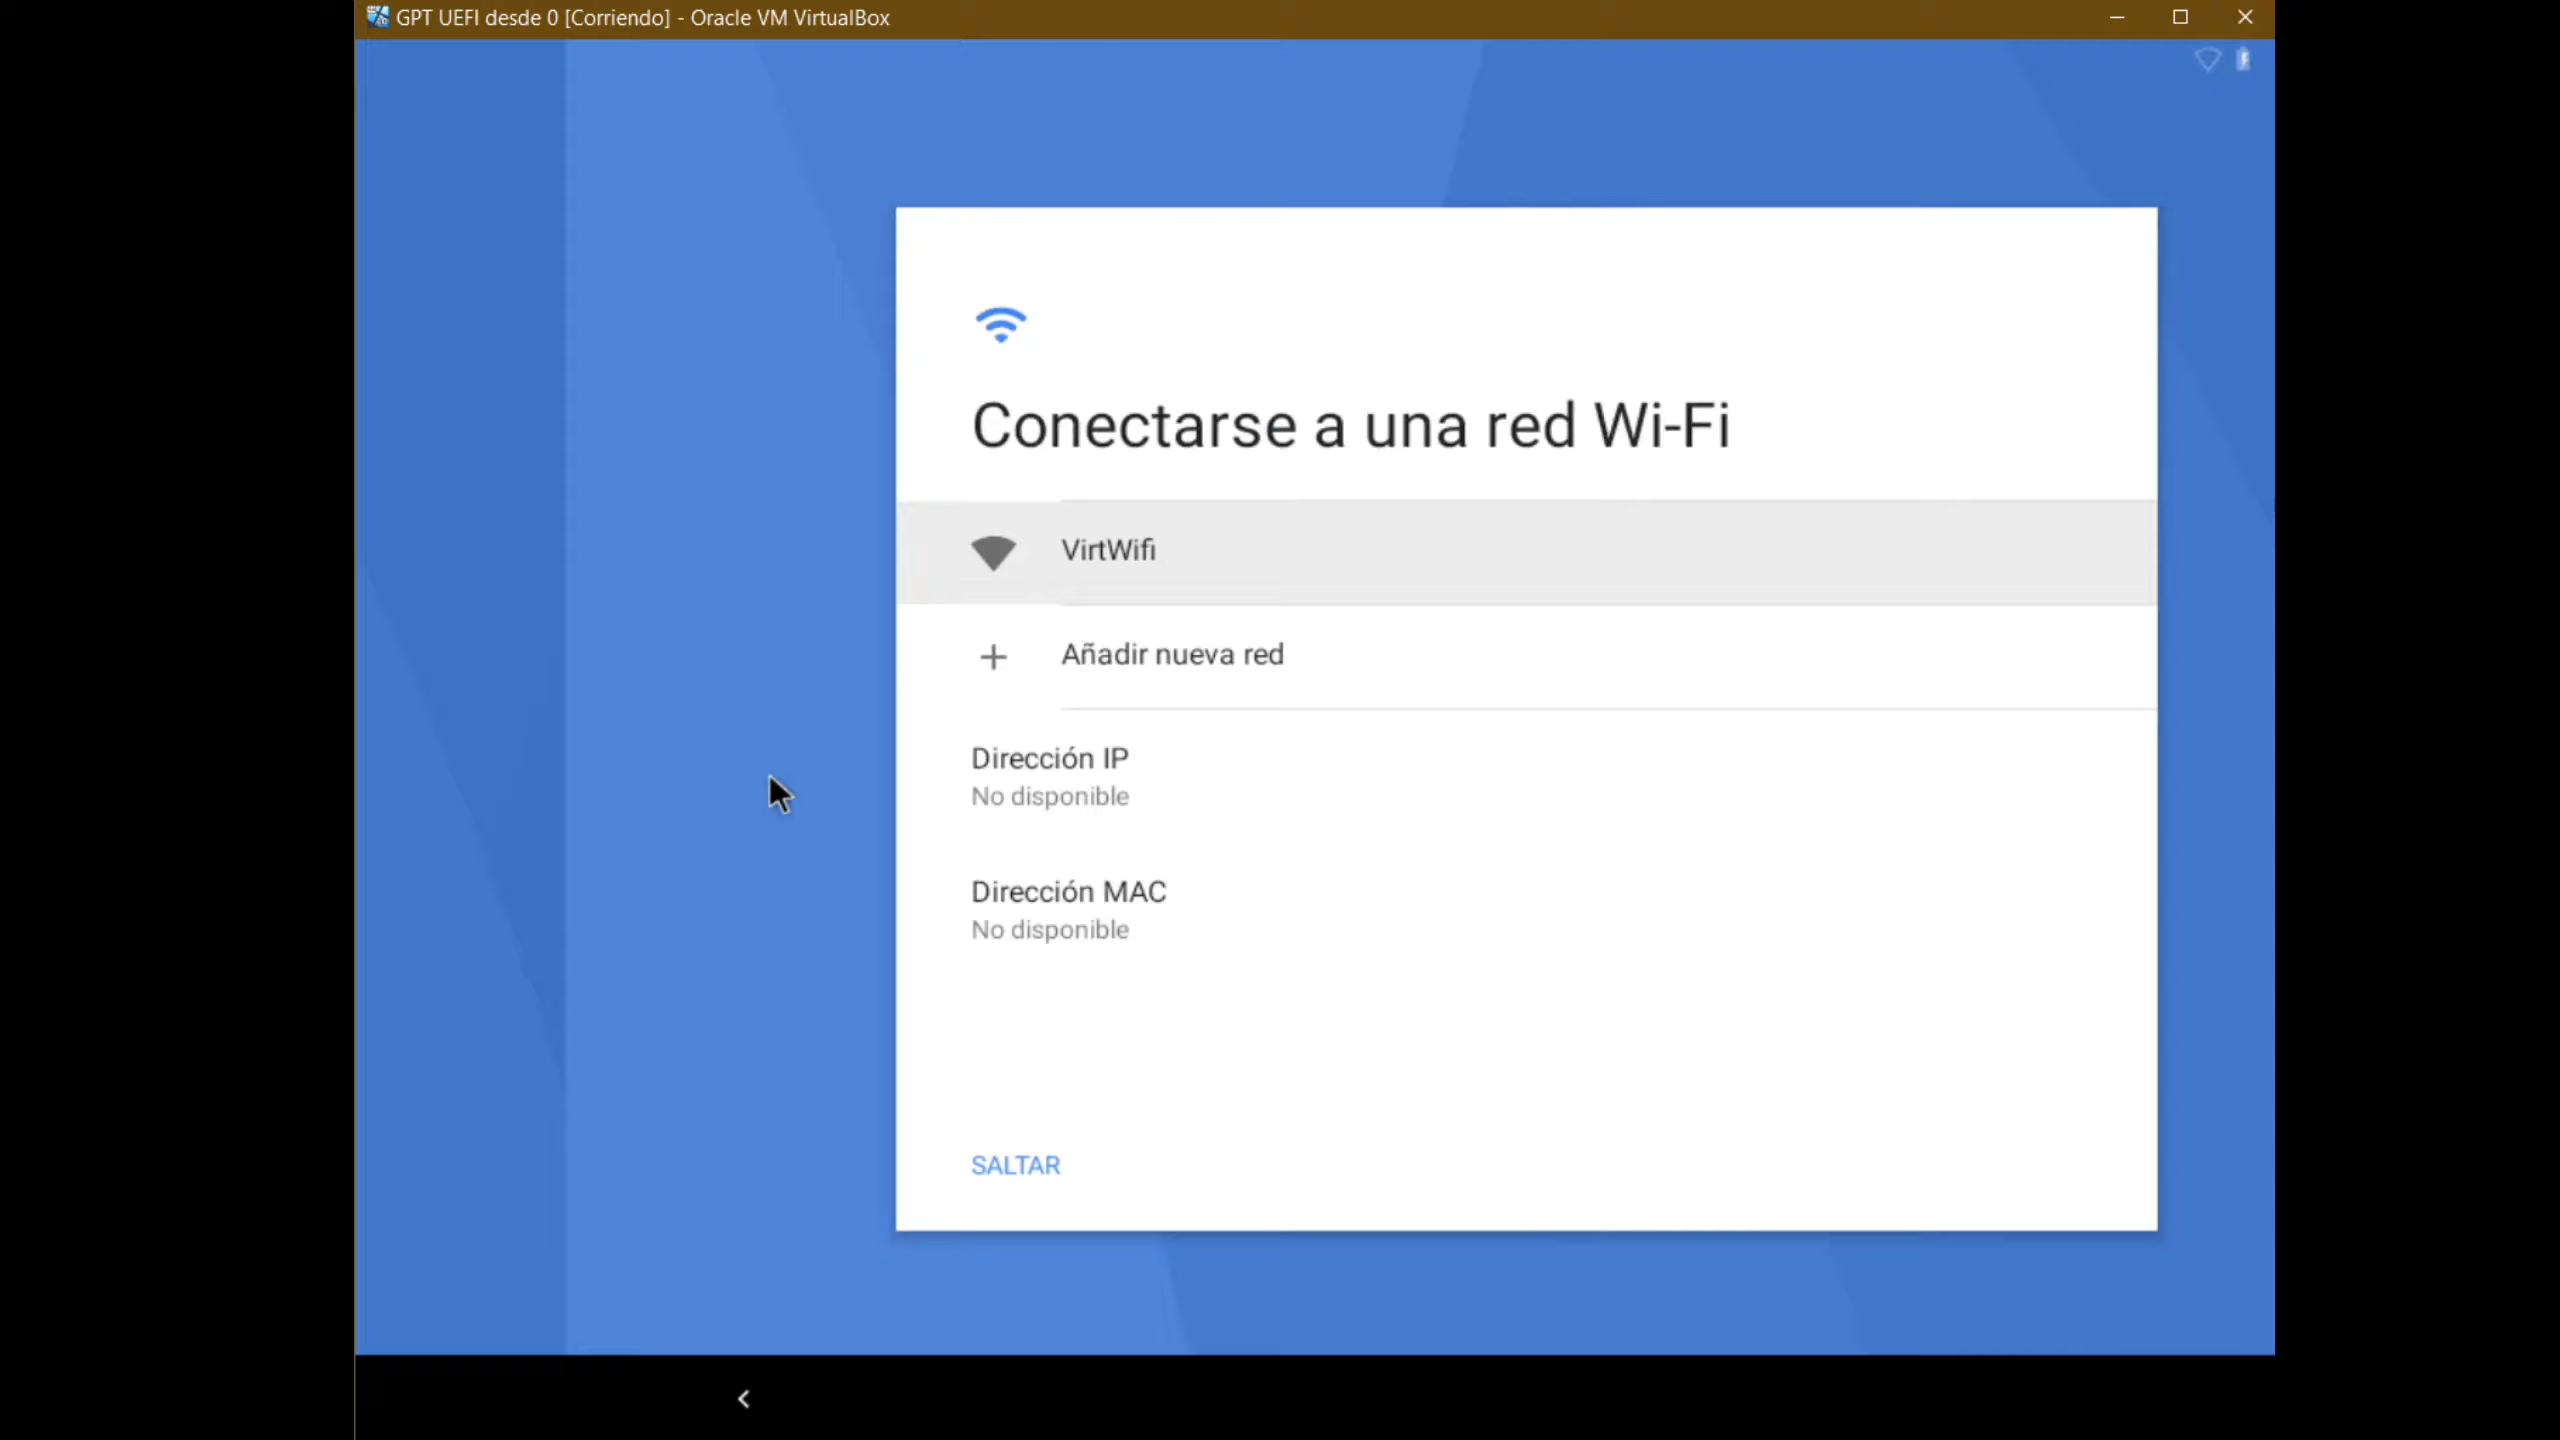 GPT UEFI desde 0 [Corriendo] - Oracle VM VirtualBox
Conectarse a una red Wi-Fi
VirtWifi
Añadir nueva red
Dirección IP
No disponible
Dirección MAC
No disponible
SALTAR